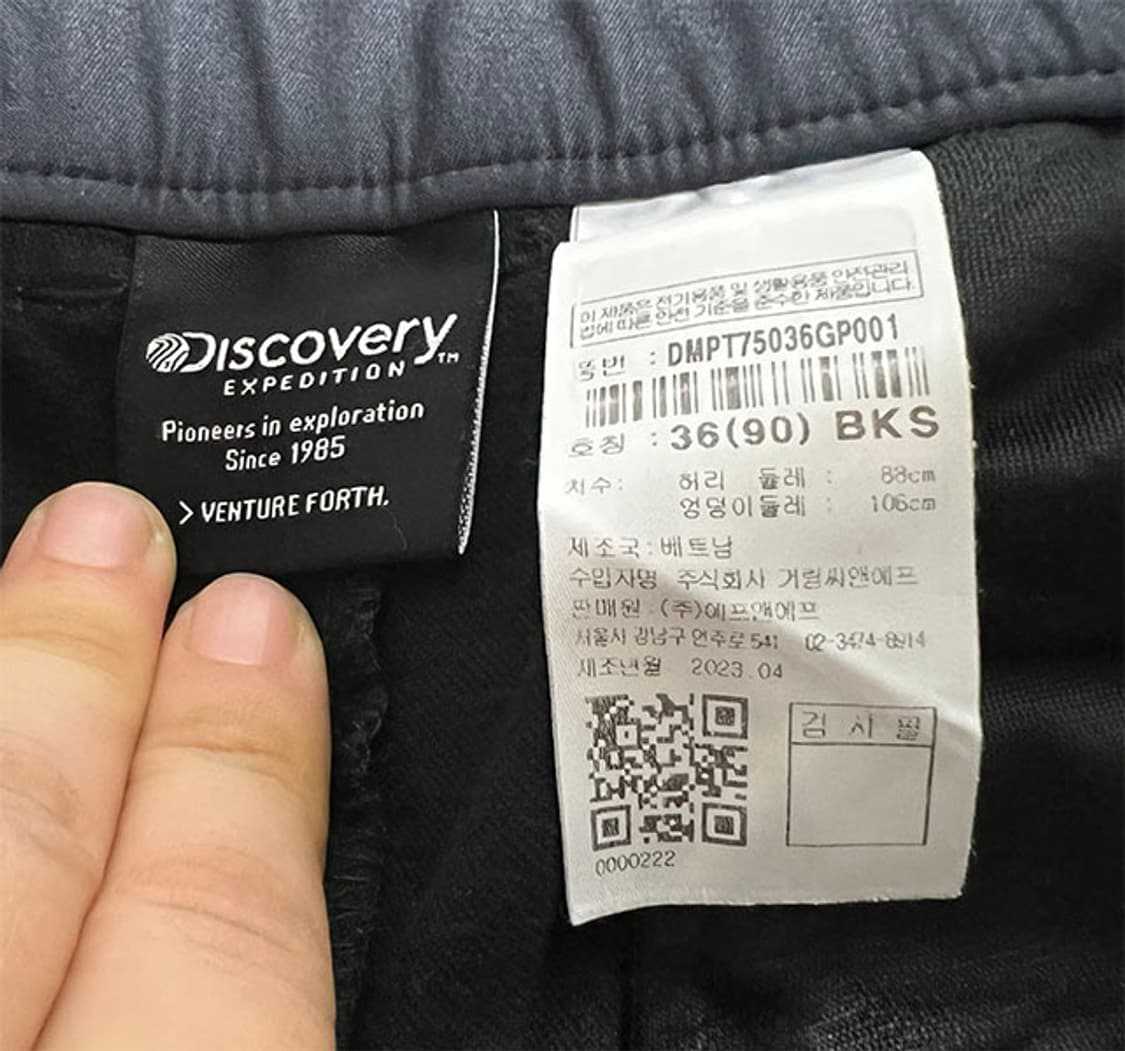 DISCOVERY™
EXPEDITION
Pioneers in exploration
Since 1985
> VENTURE FORTH.
이 제품은 전기용품 및 생활용품 안전관리
법에 따른 안전 기준을 준수한 제품입니다.
품번 : DMPT75036GP001
호칭 : 36(90) BKS
치수: 허리 둘레 : 88cm
엉덩이둘레 : 106cm
제조국 : 베트남
수입자명 주식회사 거림씨앤에프
판매원 : (주)에프앤에프
서울시 강남구 언주로 541 02-3474-8914
제조년월 2023.04
검 사 필
0000222